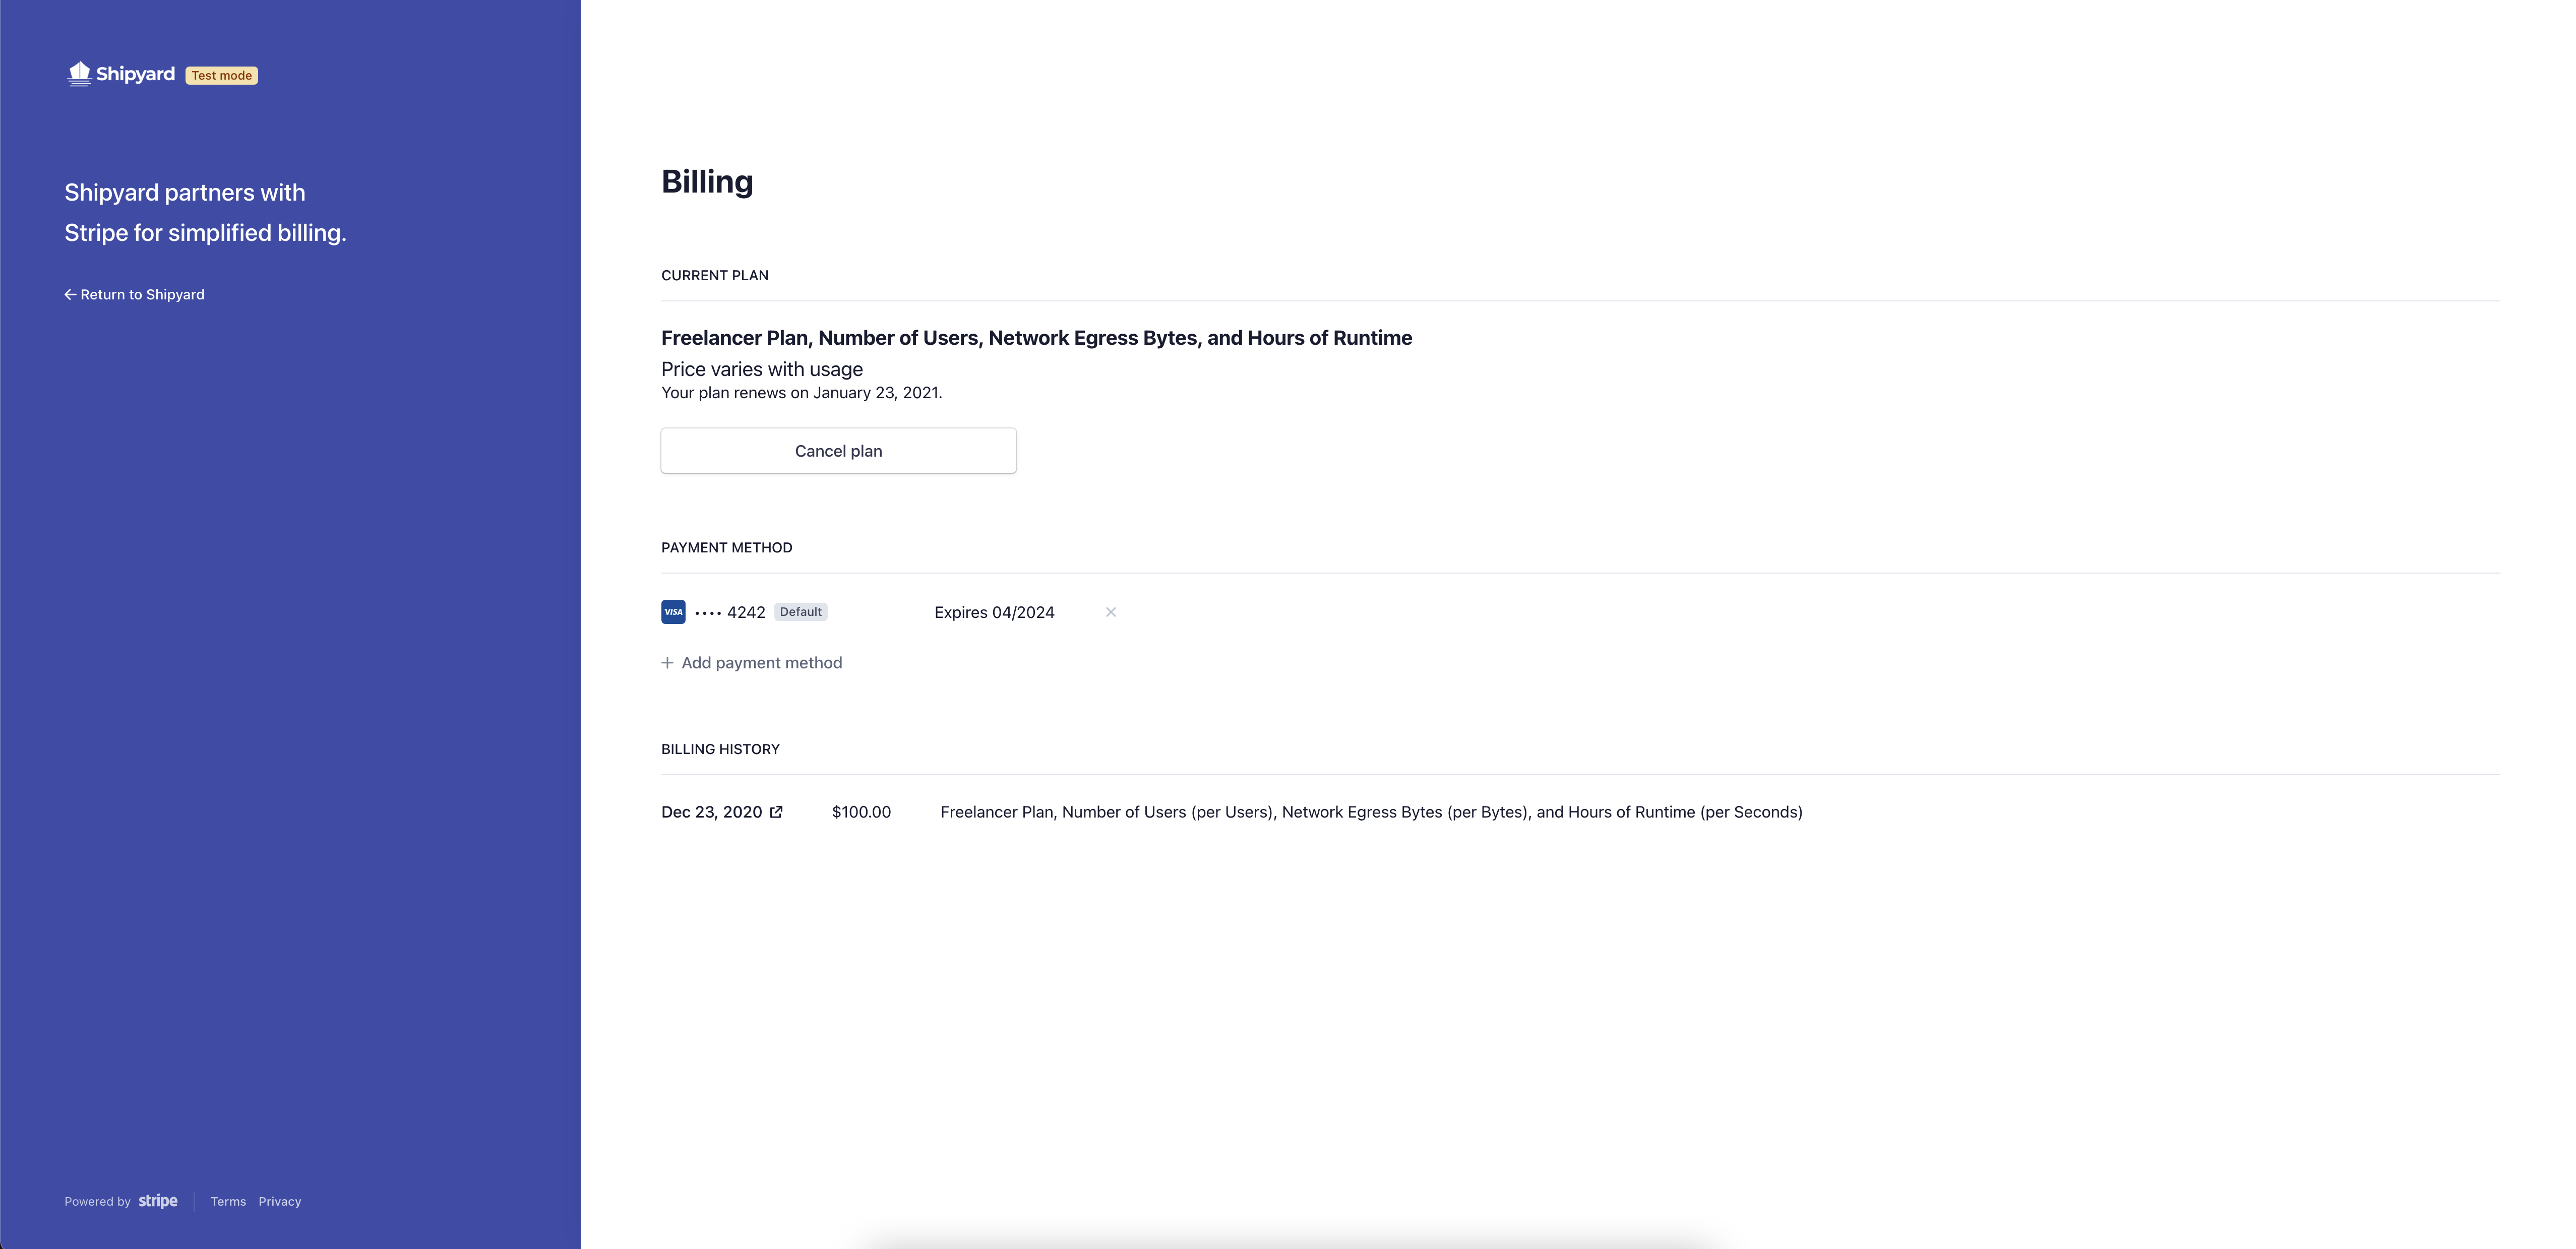 Shipyard Test mode
Shipyard partners with
Stripe for simplified billing.
Return to Shipyard
Powered by stripe Terms Privacy
Billing
CURRENT PLAN
Freelancer Plan, Number of Users, Network Egress Bytes, and Hours of Runtime
Price varies with usage
Your plan renews on January 23, 2021.
Cancel plan
PAYMENT METHOD
VISA •••• 4242 Default Expires 04/2024
Add payment method
BILLING HISTORY
Dec 23, 2020 $100.00 Freelancer Plan, Number of Users (per Users), Network Egress Bytes (per Bytes), and Hours of Runtime (per Seconds)